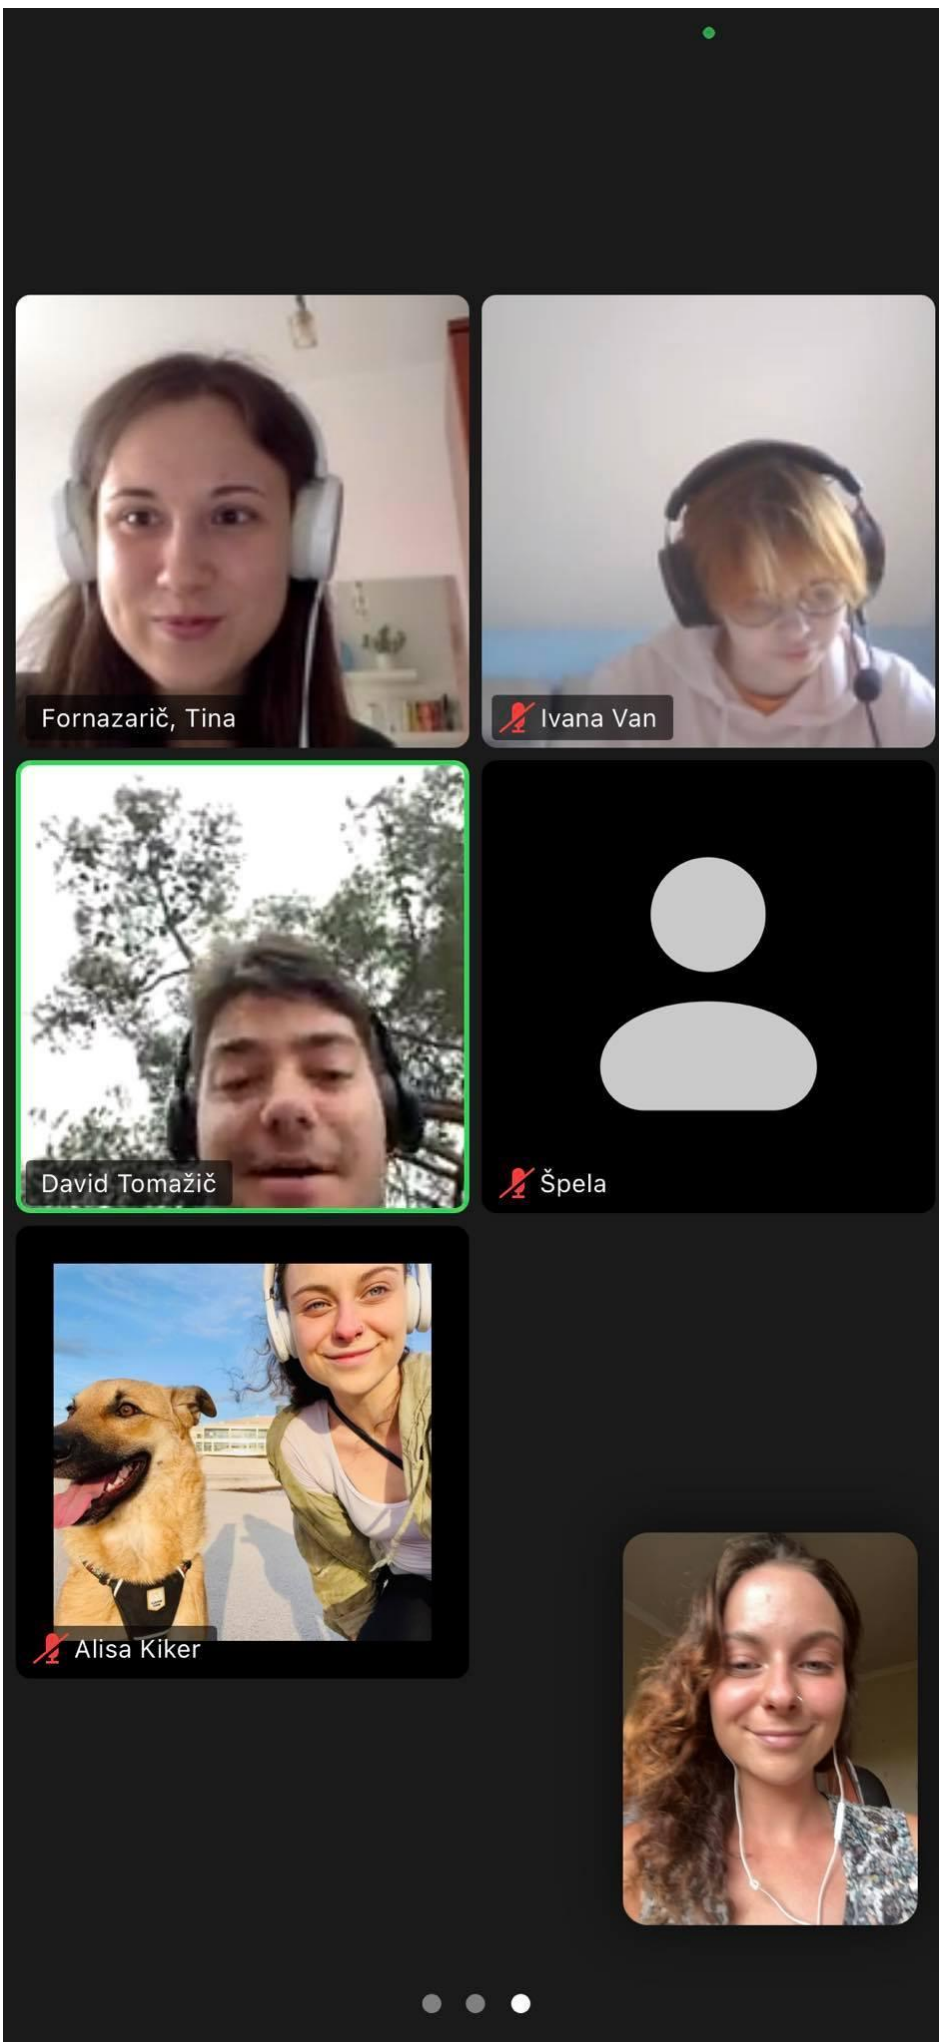 Fornazarič, Tina
Ivana Van
David Tomažič
Špela
Alisa Kiker